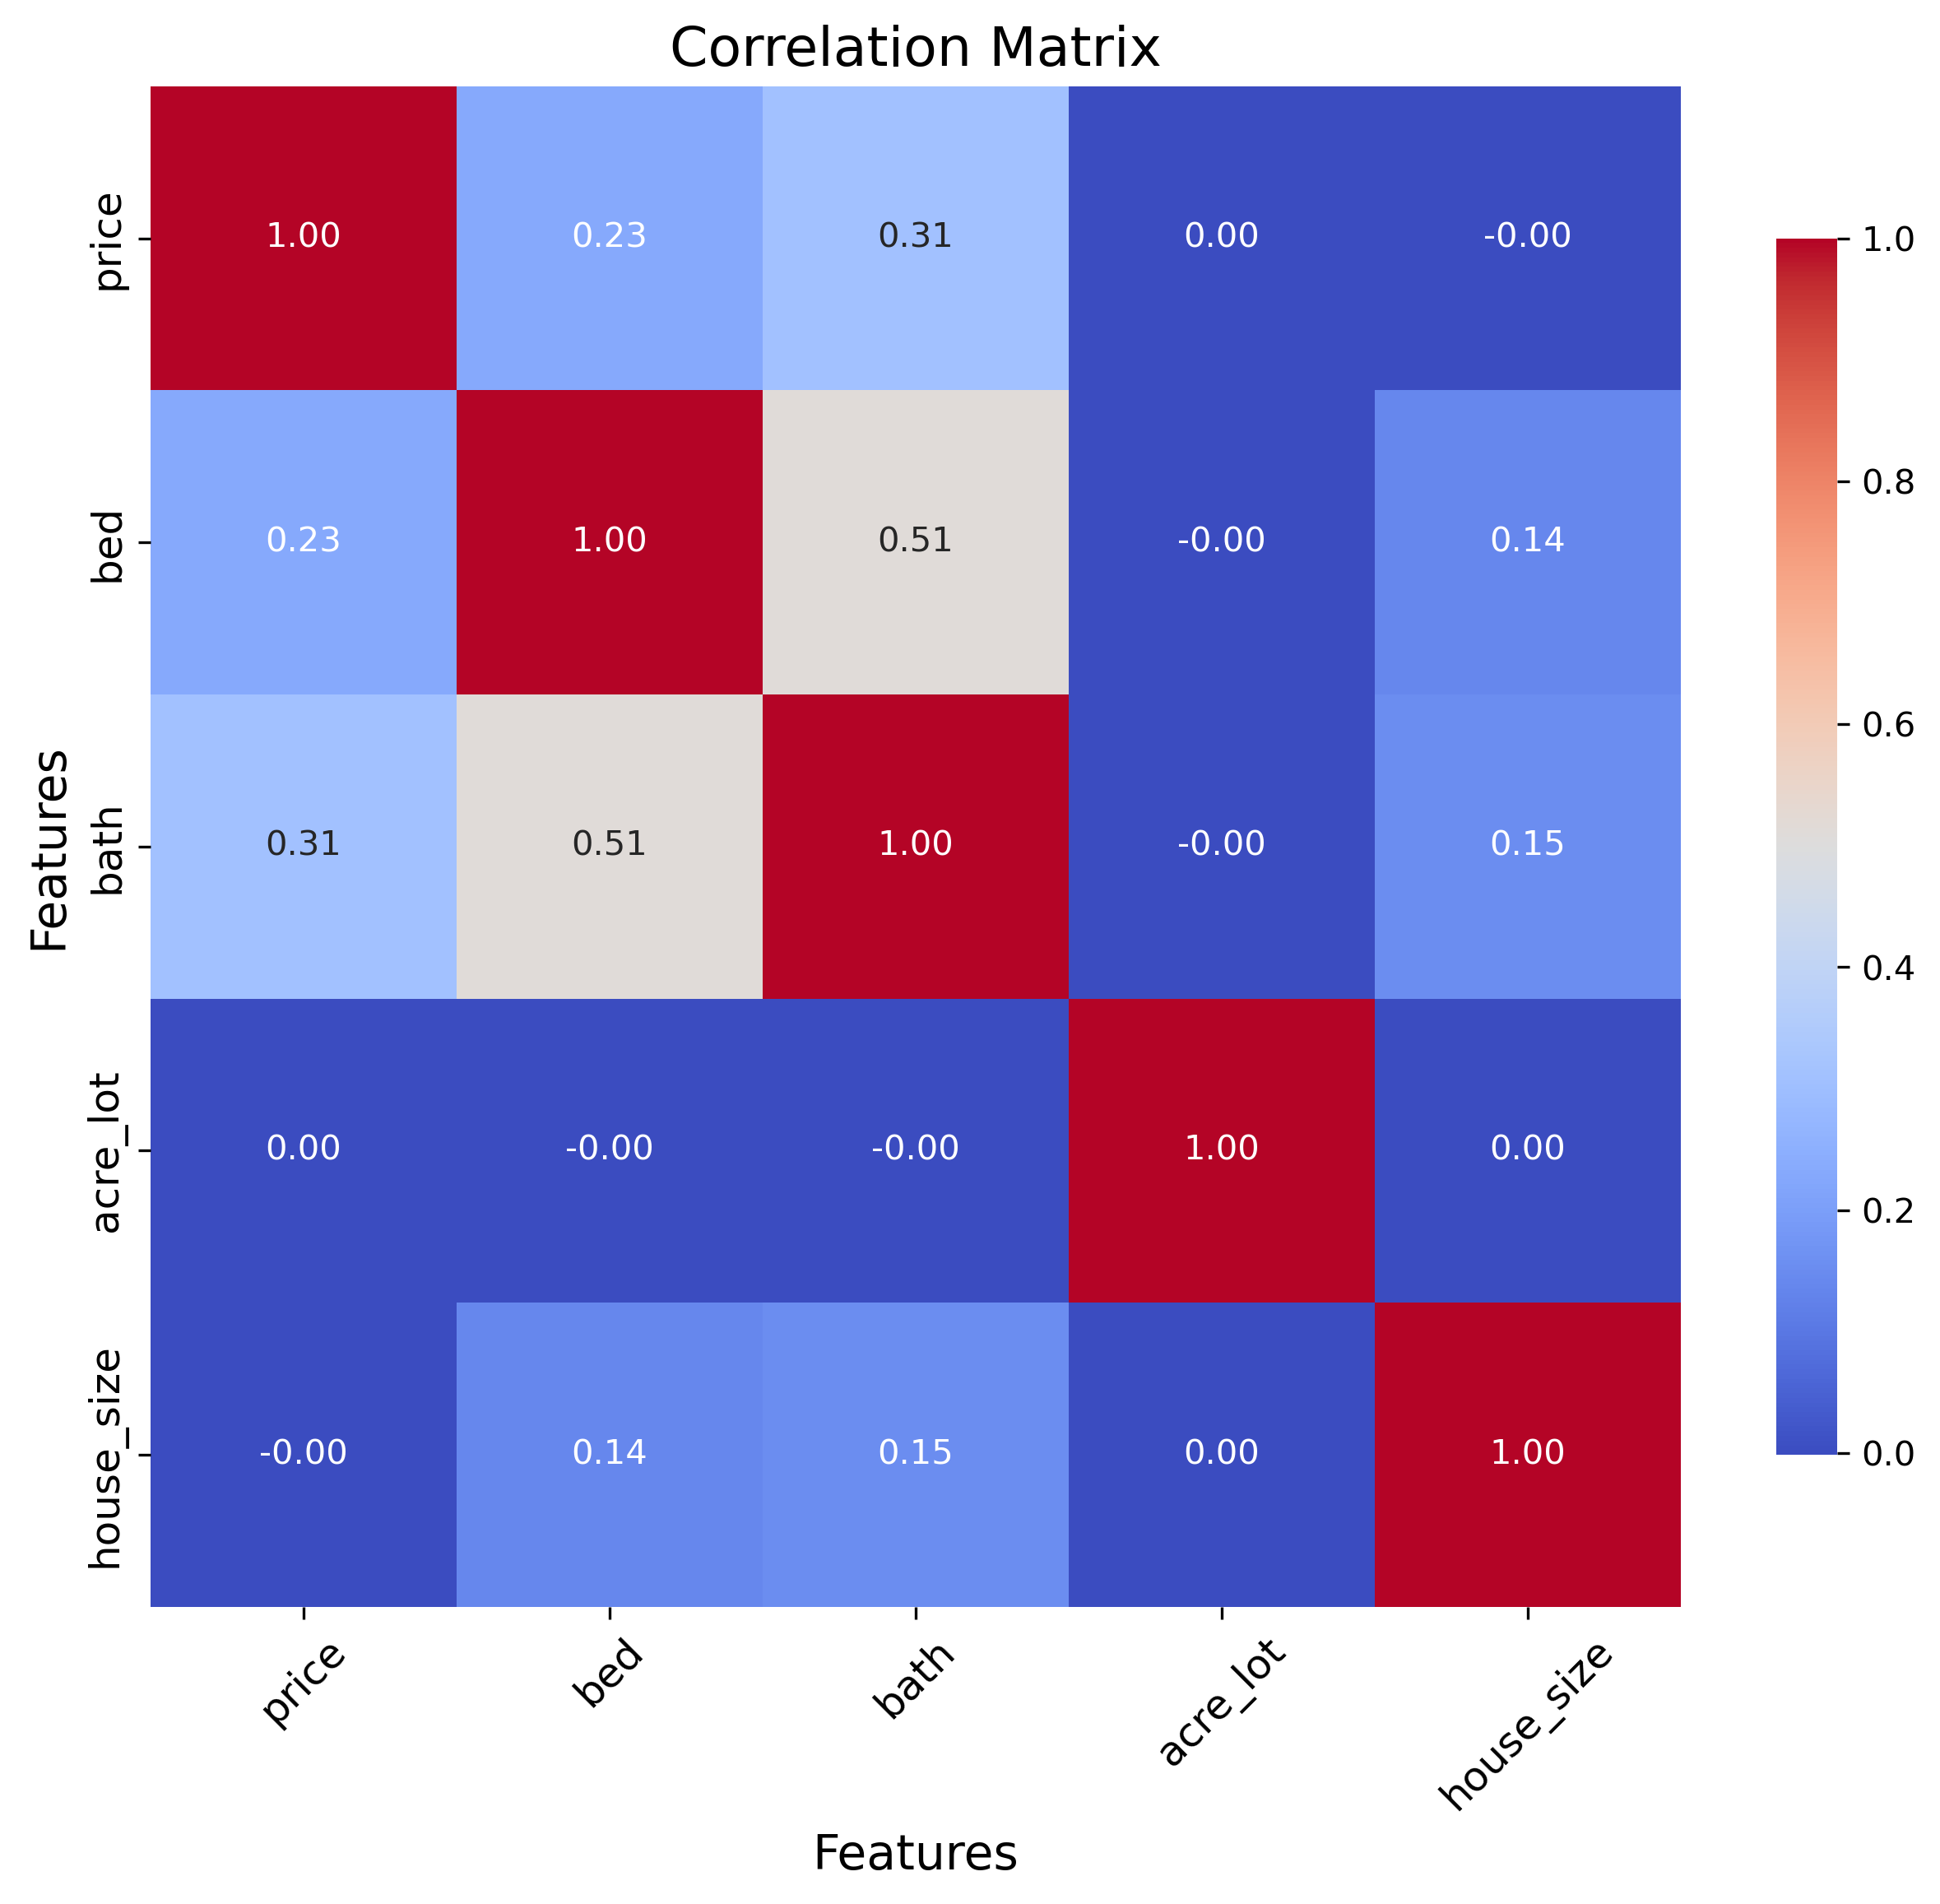 Correlation Matrix
Features
price
1.00 0.23 0.31 0.00 -0.00
bed
0.23 1.00 0.51 -0.00 0.14
bath
0.31 0.51 1.00 -0.00 0.15
acre_lot
0.00 -0.00 -0.00 1.00 0.00
house_size
-0.00 0.14 0.15 0.00 1.00
price bed bath acre_lot house_size
Features
1.0
0.8
0.6
0.4
0.2
0.0